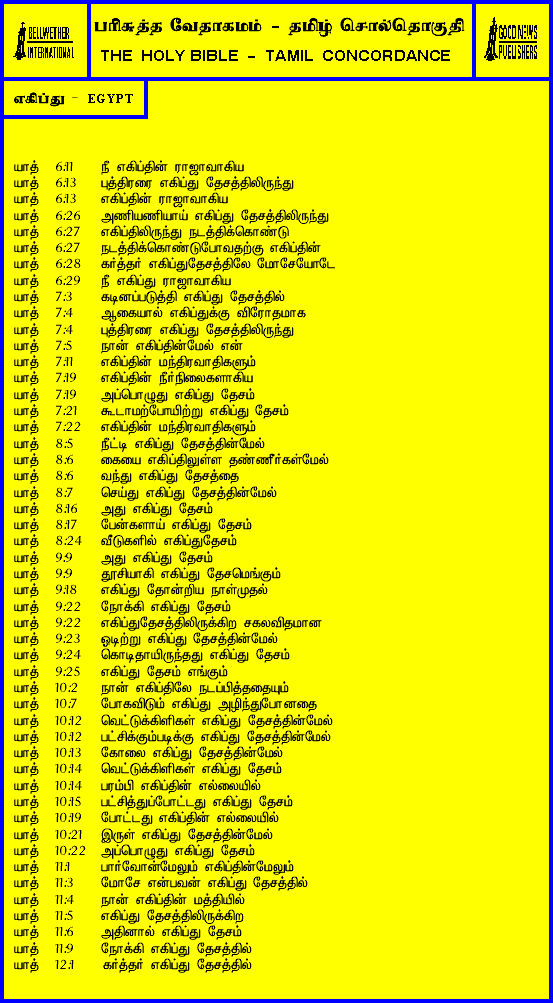 BELLWETHER
INTERNATIONAL
பரிசுத்த வேதாகமம் - தமிழ் சொல்தொகுதி
THE HOLY BIBLE - TAMIL CONCORDANCE
GOOD NEWS
PUBLISHERS
எகிப்து - EGYPT
யாத் 6:11 நீ எகிப்தின் ராஜாவாகிய
யாத் 6:13 புத்திரரை எகிப்து தேசத்திலிருந்து
யாத் 6:13 எகிப்தின் ராஜாவாகிய
யாத் 6:26 அணியணியாய் எகிப்து தேசத்திலிருந்து
யாத் 6:27 எகிப்திலிருந்து நடத்திக்கொண்டு
யாத் 6:27 நடத்திக்கொண்டுபோவதற்கு எகிப்தின்
யாத் 6:28 கர்த்தர் எகிப்துதேசத்திலே மோசேயோடே
யாத் 6:29 நீ எகிப்து ராஜாவாகிய
யாத் 7:3 கடினப்படுத்தி எகிப்து தேசத்தில்
யாத் 7:4 ஆகையால் எகிப்துக்கு விரோதமாக
யாத் 7:4 புத்திரரை எகிப்து தேசத்திலிருந்து
யாத் 7:5 நான் எகிப்தின்மேல் என்
யாத் 7:11 எகிப்தின் மந்திரவாதிகளும்
யாத் 7:19 எகிப்தின் நீர்நிலைகளாகிய
யாத் 7:19 அப்பொழுது எகிப்து தேசம்
யாத் 7:21 கூடாமற்போயிற்று எகிப்து தேசம்
யாத் 7:22 எகிப்தின் மந்திரவாதிகளும்
யாத் 8:5 நீட்டி எகிப்து தேசத்தின்மேல்
யாத் 8:6 கையை எகிப்திலுள்ள தண்ணீர்கள்மேல்
யாத் 8:6 வந்து எகிப்து தேசத்தை
யாத் 8:7 செய்து எகிப்து தேசத்தின்மேல்
யாத் 8:16 அது எகிப்து தேசம்
யாத் 8:17 பேன்களாய் எகிப்து தேசம்
யாத் 8:24 வீடுகளில் எகிப்துதேசம்
யாத் 9:9 அது எகிப்து தேசம்
யாத் 9:9 தூசியாகி எகிப்து தேசமெங்கும்
யாத் 9:18 எகிப்து தோன்றிய நாள்முதல்
யாத் 9:22 நோக்கி எகிப்து தேசம்
யாத் 9:22 எகிப்துதேசத்திலிருக்கிற சகலவிதமான
யாத் 9:23 ஓடிற்று எகிப்து தேசத்தின்மேல்
யாத் 9:24 கொடிதாயிருந்தது எகிப்து தேசம்
யாத் 9:25 எகிப்து தேசம் எங்கும்
யாத் 10:2 நான் எகிப்திலே நடப்பித்ததையும்
யாத் 10:7 போகவிடும் எகிப்து அழிந்துபோனதை
யாத் 10:12 வெட்டுக்கிளிகள் எகிப்து தேசத்தின்மேல்
யாத் 10:12 பட்சிக்கும்படிக்கு எகிப்து தேசத்தின்மேல்
யாத் 10:13 கோலை எகிப்து தேசத்தின்மேல்
யாத் 10:14 வெட்டுக்கிளிகள் எகிப்து தேசம்
யாத் 10:14 பரம்பி எகிப்தின் எல்லையில்
யாத் 10:15 பட்சித்துப்போட்டது எகிப்து தேசம்
யாத் 10:19 போட்டது எகிப்தின் எல்லையில்
யாத் 10:21 இருள் எகிப்து தேசத்தின்மேல்
யாத் 10:22 அப்பொழுது எகிப்து தேசம்
யாத் 11:1 பார்வோன்மேலும் எகிப்தின்மேலும்
யாத் 11:3 மோசே என்பவன் எகிப்து தேசத்தில்
யாத் 11:4 நான் எகிப்தின் மத்தியில்
யாத் 11:5 எகிப்து தேசத்திலிருக்கிற
யாத் 11:6 அதினால் எகிப்து தேசம்
யாத் 11:9 நோக்கி எகிப்து தேசத்தில்
யாத் 12:1 கர்த்தர் எகிப்து தேசத்தில்